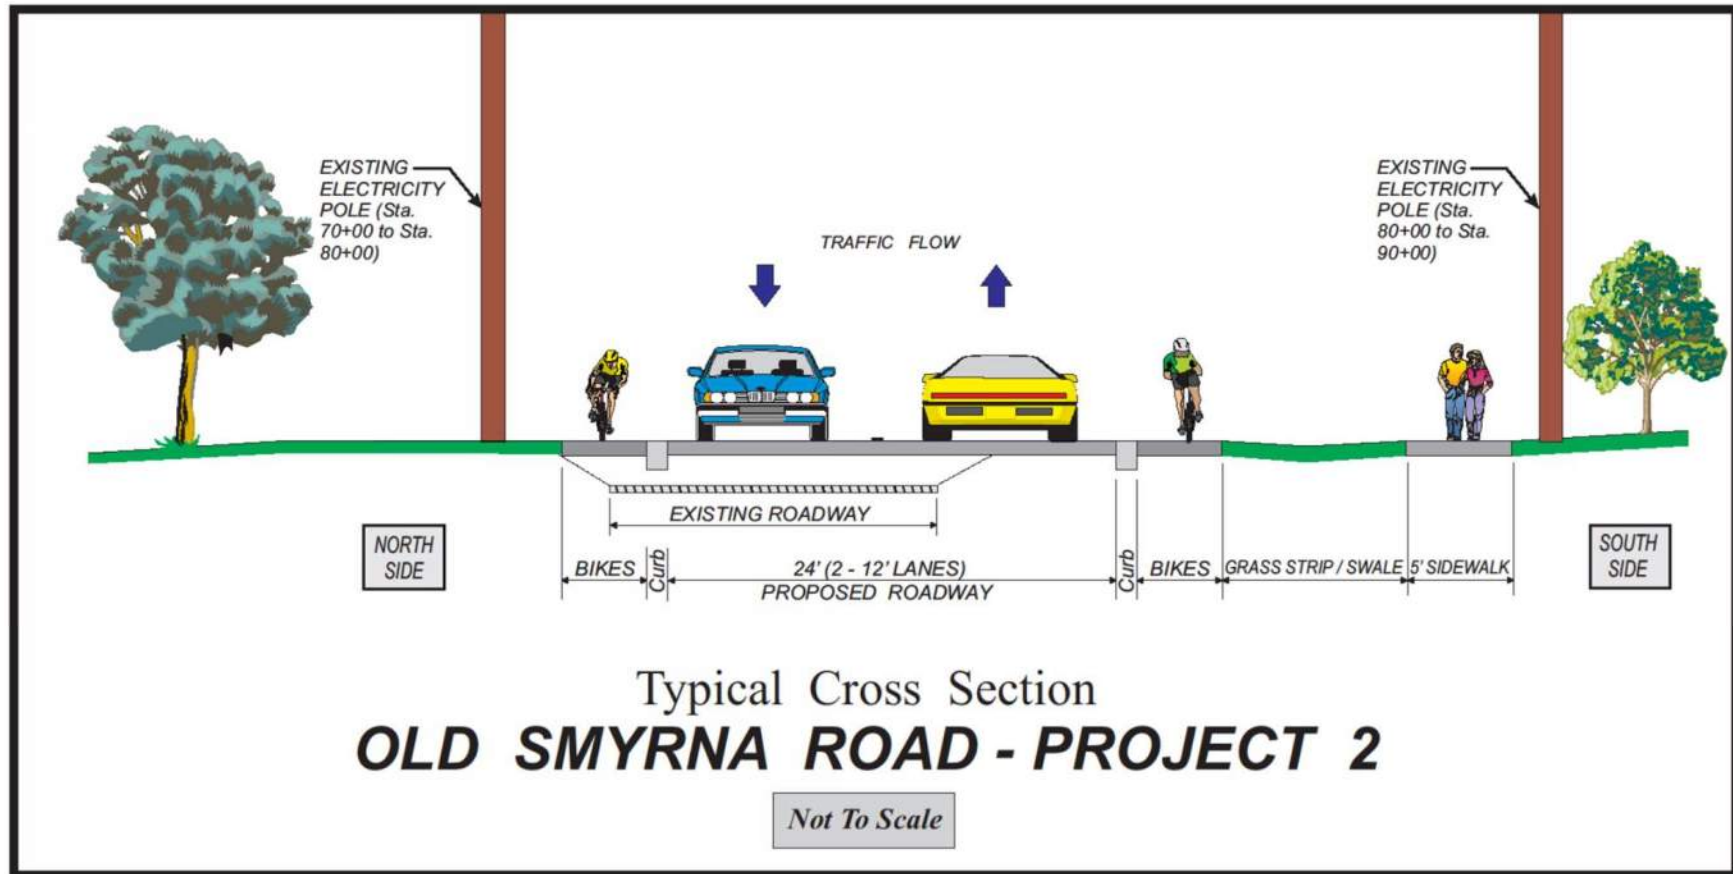 EXISTING
ELECTRICITY
POLE (Sta.
70+00 to Sta.
80+00)
TRAFFIC FLOW
EXISTING
ELECTRICITY
POLE (Sta.
80+00 to Sta.
90+00)
EXISTING ROADWAY
NORTH
SIDE
BIKES
Curb
24' (2 - 12' LANES)
PROPOSED ROADWAY
Curb
BIKES
GRASS STRIP / SWALE
5' SIDEWALK
SOUTH
SIDE
Typical Cross Section
OLD SMYRNA ROAD - PROJECT 2
Not To Scale